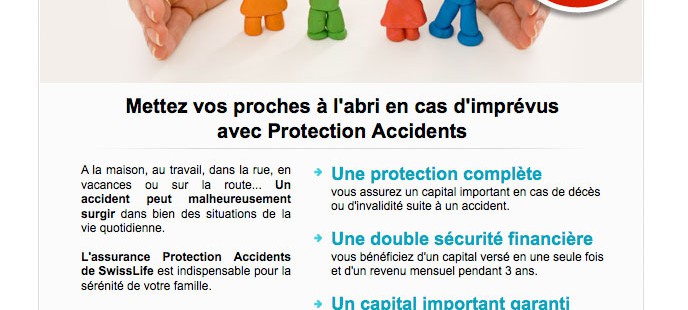 Mettez vos proches à l'abri en cas d'imprévus
avec Protection Accidents
A la maison, au travail, dans la rue, en
vacances ou sur la route... Un
accident peut malheureusement
surgir dans bien des situations de la
vie quotidienne.
L'assurance Protection Accidents
de SwissLife est indispensable pour la
sérénité de votre famille.
Une protection complète
vous assurez un capital important en cas de décès
ou d'invalidité suite à un accident.
Une double sécurité financière
vous bénéficiez d'un capital versé en une seule fois
et d'un revenu mensuel pendant 3 ans.
Un capital important garanti